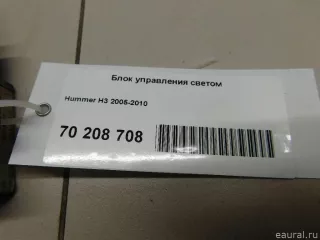 Блок управления светом
Hummer H3 2005-2010
70 208 708
eaural.ru